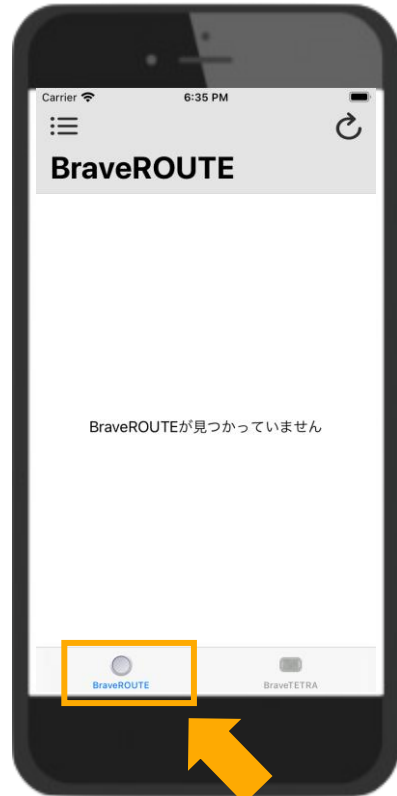 Carrier 6:35 PM
BraveROUTE
BraveROUTEが見つかっていません
BraveROUTE BraveTETRA